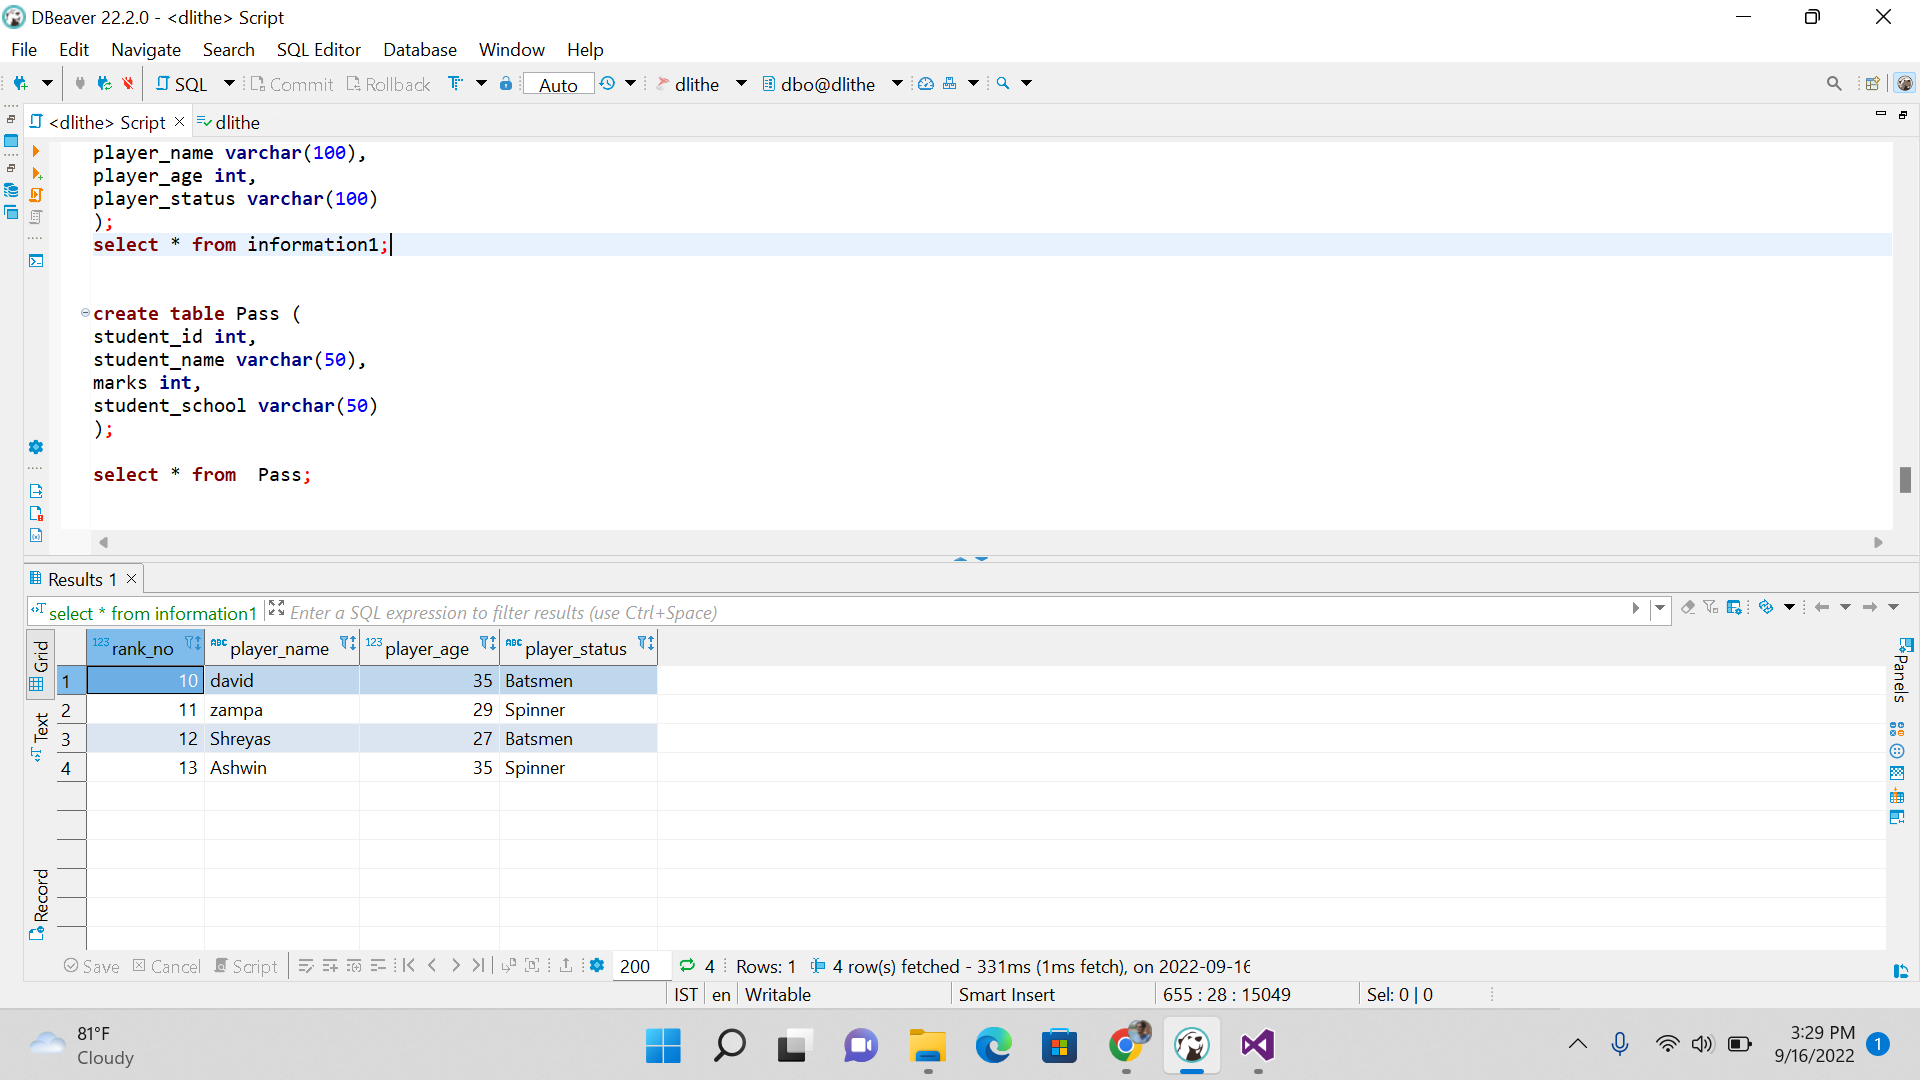 DBeaver 22.2.0 - <dlithe> Script
File Edit Navigate Search SQL Editor Database Window Help
SQL Commit Rollback Auto dlithe dbo@dlithe
<dlithe> Script dlithe
player_name varchar(100),
player_age int,
player_status varchar(100)
);
select * from information1;
create table Pass (
student_id int,
student_name varchar(50),
marks int,
student_school varchar(50)
);
select * from  Pass;
Results 1
select * from information1 Enter a SQL expression to filter results (use Ctrl+Space)
Grid
Text
Record
Panels
123 rank_no ABC player_name 123 player_age ABC player_status
1 10 david 35 Batsmen
2 11 zampa 29 Spinner
3 12 Shreyas 27 Batsmen
4 13 Ashwin 35 Spinner
Save Cancel Script 200 4 Rows: 1 4 row(s) fetched - 331ms (1ms fetch), on 2022-09-16
IST en Writable Smart Insert 655 : 28 : 15049 Sel: 0 | 0
81°F
Cloudy
3:29 PM
9/16/2022
1